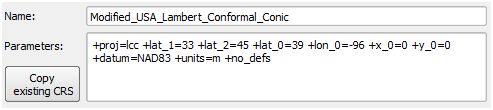 Name: Modified_USA_Lambert_Conformal_Conic
Parameters: +proj=lcc +lat_1=33 +lat_2=45 +lat_0=39 +lon_0=-96 +x_0=0 +y_0=0
+datum=NAD83 +units=m +no_defs
Copy
existing CRS